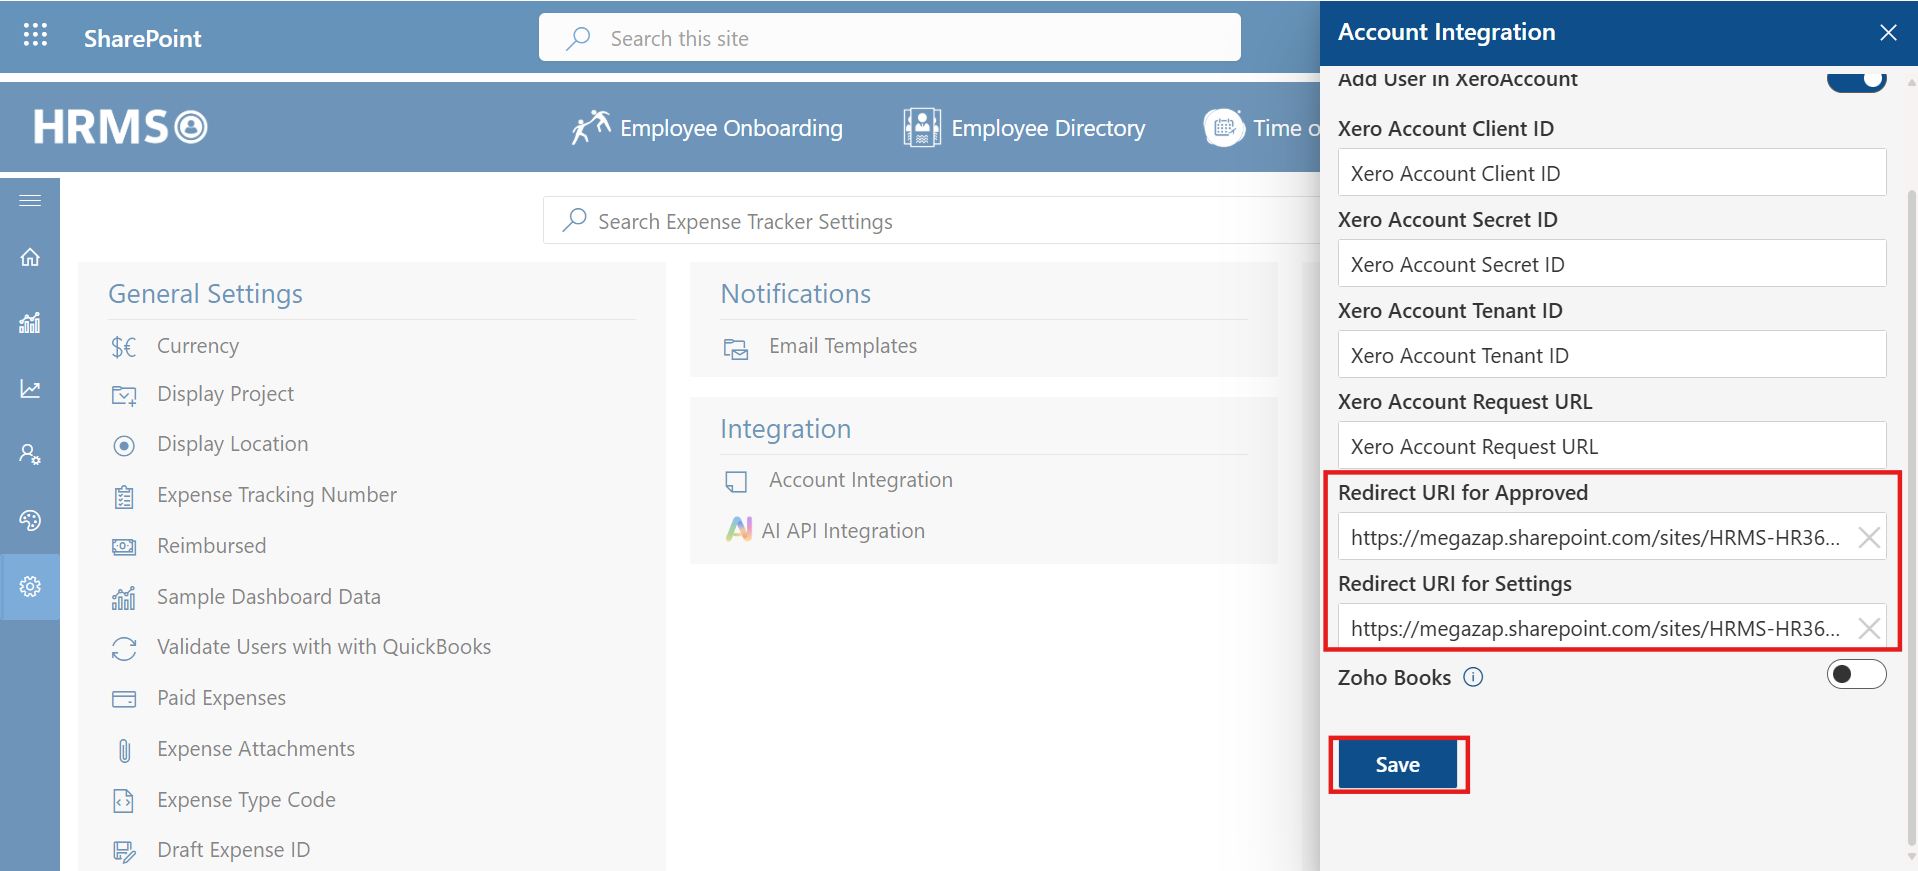 SharePoint
Search this site
HRMS
Employee Onboarding
Employee Directory
Time o
Search Expense Tracker Settings
General Settings
$€ Currency
Display Project
Display Location
Expense Tracking Number
Reimbursed
Sample Dashboard Data
Validate Users with with QuickBooks
Paid Expenses
Expense Attachments
Expense Type Code
Draft Expense ID
Notifications
Email Templates
Integration
Account Integration
AI AI API Integration
Account Integration
Add User in XeroAccount
Xero Account Client ID
Xero Account Client ID
Xero Account Secret ID
Xero Account Secret ID
Xero Account Tenant ID
Xero Account Tenant ID
Xero Account Request URL
Xero Account Request URL
Redirect URI for Approved
https://megazap.sharepoint.com/sites/HRMS-HR36...
Redirect URI for Settings
https://megazap.sharepoint.com/sites/HRMS-HR36...
Zoho Books
Save